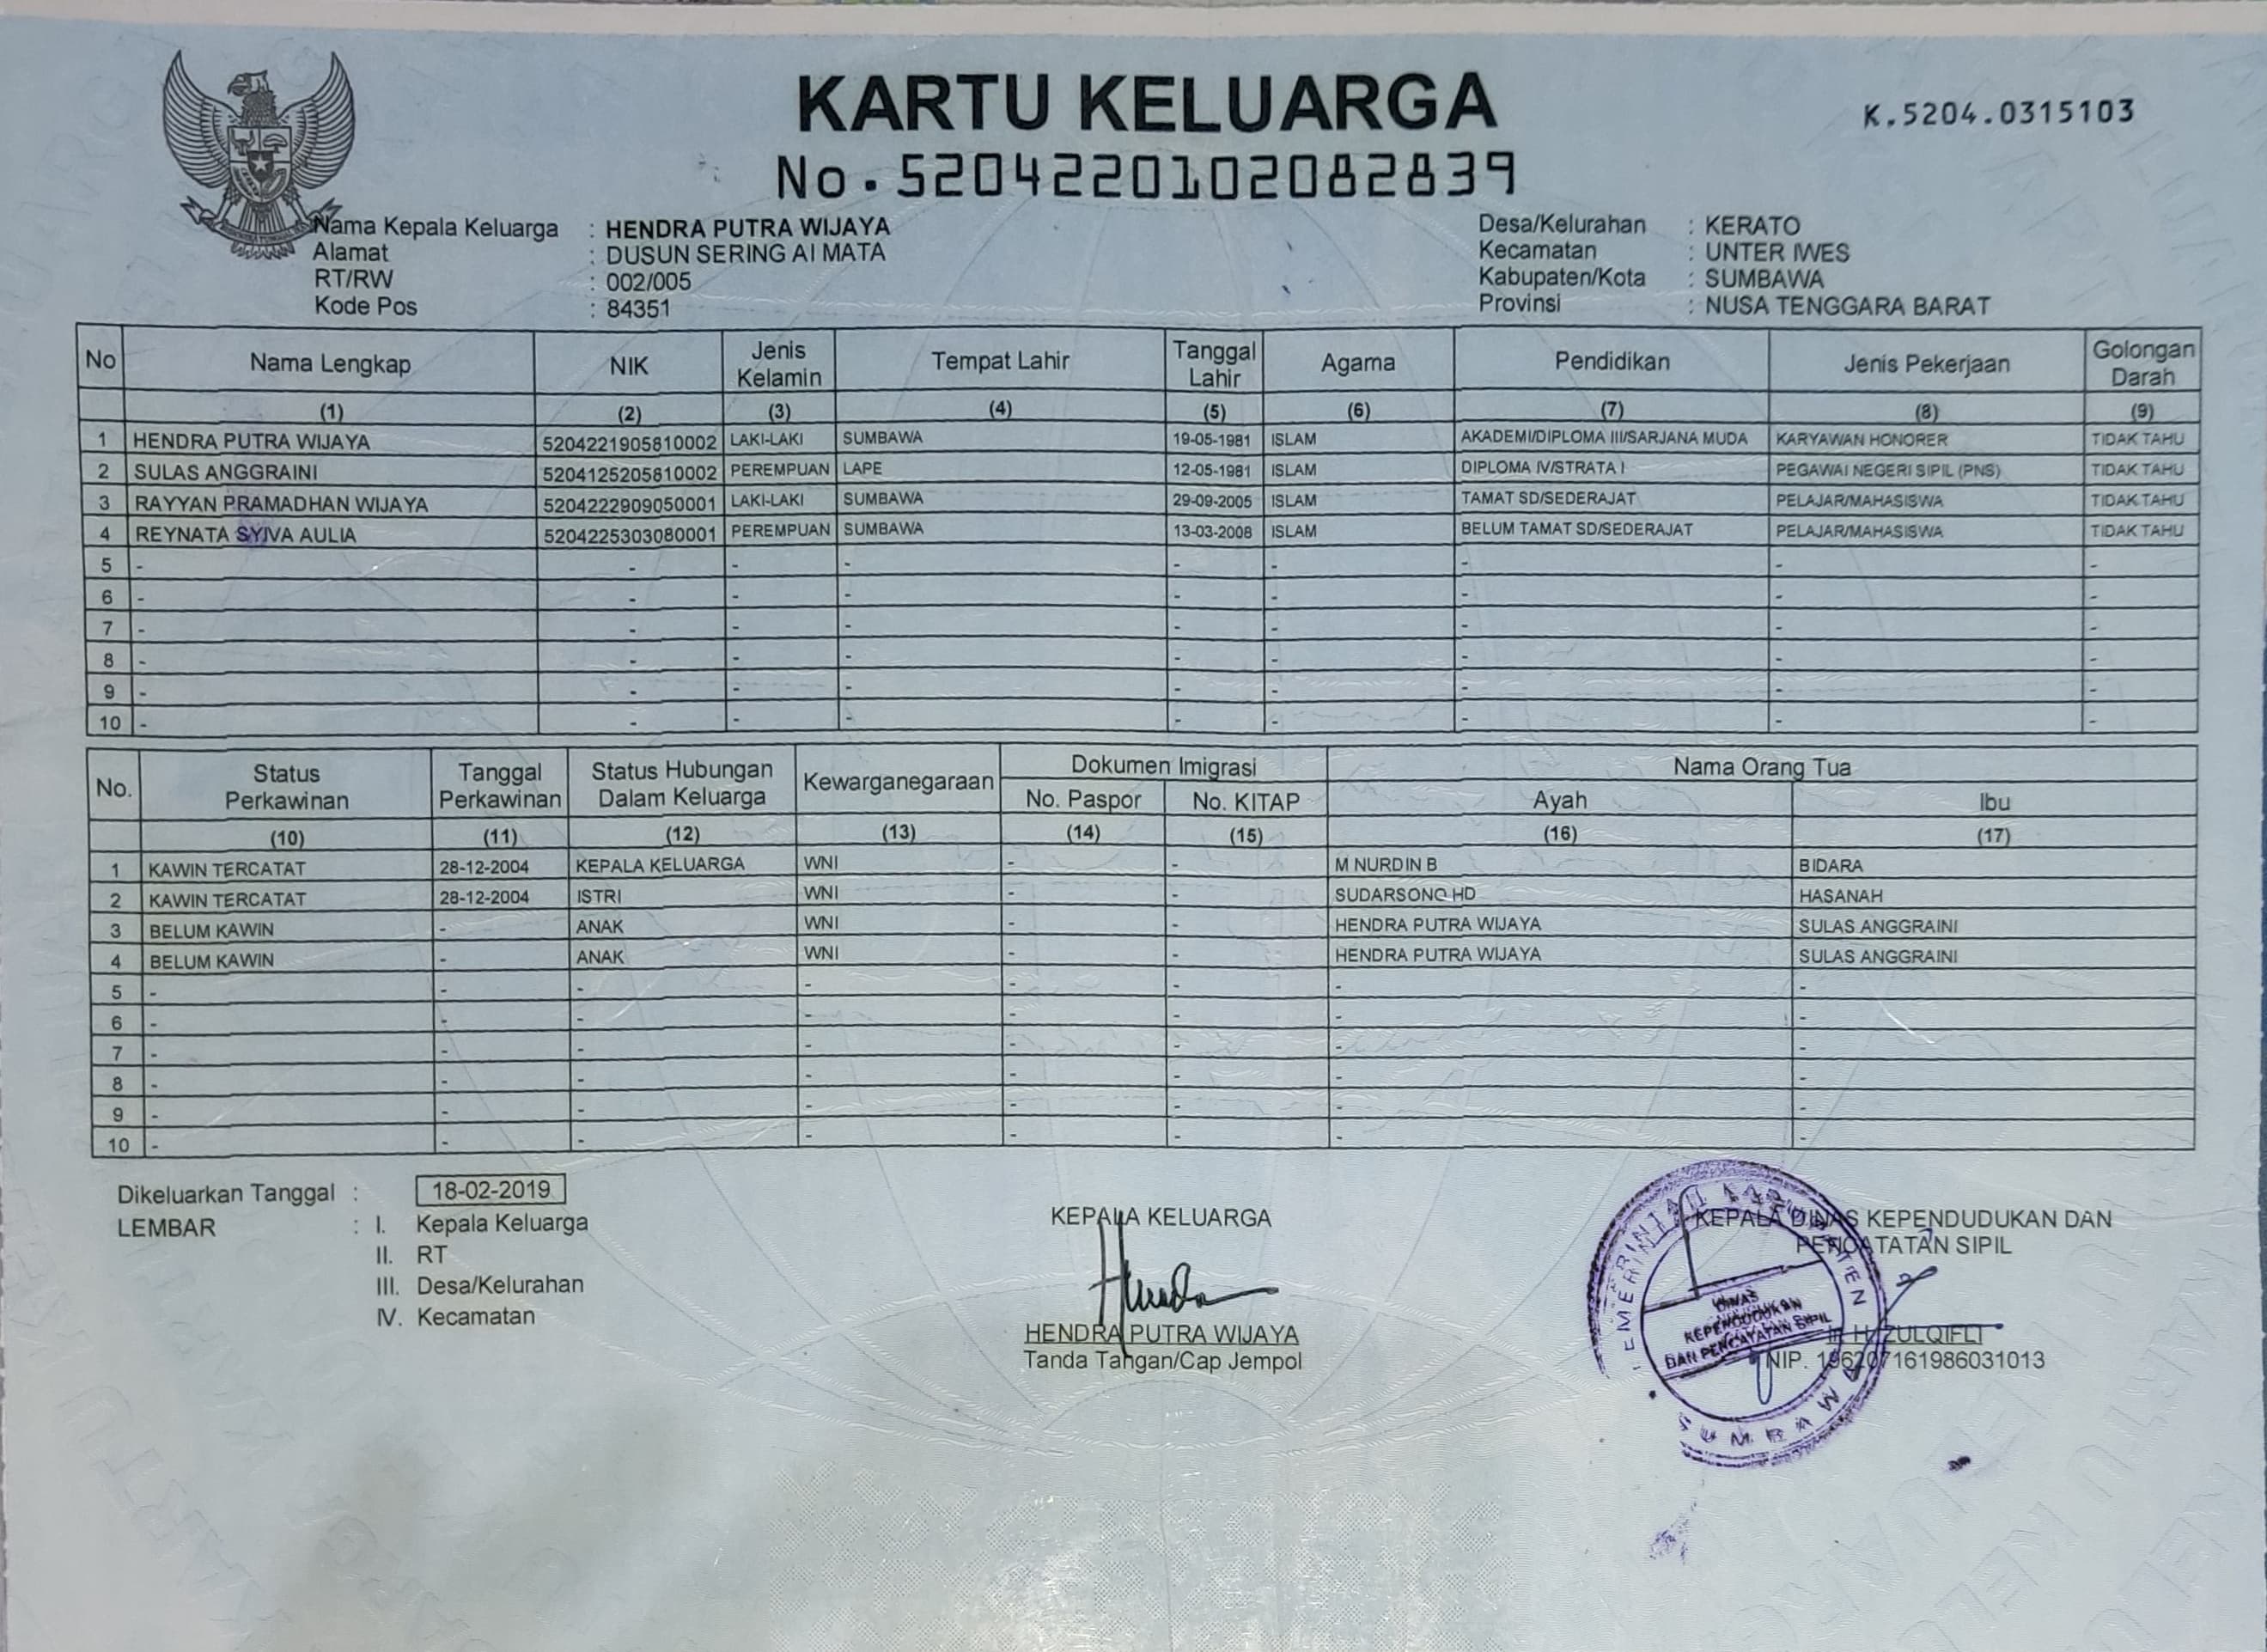 KARTU KELUARGA
K.5204.0315103
No.5204220102082839
Nama Kepala Keluarga : HENDRA PUTRA WIJAYA
Alamat : DUSUN SERING AI MATA
RT/RW : 002/005
Kode Pos : 84351
Desa/Kelurahan : KERATO
Kecamatan : UNTER IWES
Kabupaten/Kota : SUMBAWA
Provinsi : NUSA TENGGARA BARAT
No Nama Lengkap NIK Jenis Kelamin Tempat Lahir Tanggal Lahir Agama Pendidikan Jenis Pekerjaan Golongan Darah
(1) (2) (3) (4) (5) (6) (7) (8) (9)
1 HENDRA PUTRA WIJAYA 5204221905810002 LAKI-LAKI SUMBAWA 19-05-1981 ISLAM AKADEMI/DIPLOMA III/SARJANA MUDA KARYAWAN HONORER TIDAK TAHU
2 SULAS ANGGRAINI 5204125205810002 PEREMPUAN LAPE 12-05-1981 ISLAM DIPLOMA IV/STRATA I PEGAWAI NEGERI SIPIL (PNS) TIDAK TAHU
3 RAYYAN PRAMADHAN WIJAYA 5204222909050001 LAKI-LAKI SUMBAWA 29-09-2005 ISLAM TAMAT SD/SEDERAJAT PELAJAR/MAHASISWA TIDAK TAHU
4 REYNATA SYIVA AULIA 5204225303080001 PEREMPUAN SUMBAWA 13-03-2008 ISLAM BELUM TAMAT SD/SEDERAJAT PELAJAR/MAHASISWA TIDAK TAHU
5 - - - - - - - - -
6 - - - - - - - - -
7 - - - - - - - - -
8 - - - - - - - - -
9 - - - - - - - - -
10 - - - - - - - - -
No. Status Perkawinan Tanggal Perkawinan Status Hubungan Dalam Keluarga Kewarganegaraan Dokumen Imigrasi Nama Orang Tua
No. Paspor No. KITAP Ayah Ibu
(10) (11) (12) (13) (14) (15) (16) (17)
1 KAWIN TERCATAT 28-12-2004 KEPALA KELUARGA WNI - - M NURDIN B BIDARA
2 KAWIN TERCATAT 28-12-2004 ISTRI WNI - - SUDARSONO HD HASANAH
3 BELUM KAWIN - ANAK WNI - - HENDRA PUTRA WIJAYA SULAS ANGGRAINI
4 BELUM KAWIN - ANAK WNI - - HENDRA PUTRA WIJAYA SULAS ANGGRAINI
5 - - - - - - - -
6 - - - - - - - -
7 - - - - - - - -
8 - - - - - - - -
9 - - - - - - - -
10 - - - - - - - -
Dikeluarkan Tanggal : 18-02-2019
LEMBAR : I. Kepala Keluarga
II. RT
III. Desa/Kelurahan
IV. Kecamatan
KEPALA KELUARGA
HENDRA PUTRA WIJAYA
Tanda Tangan/Cap Jempol
KEPALA DINAS KEPENDUDUKAN DAN
PENCATATAN SIPIL
Ir. H. ZULQIFLI
NIP. 196207161986031013
DINAS
KEPENDUDUKAN
DAN PENCATATAN SIPIL